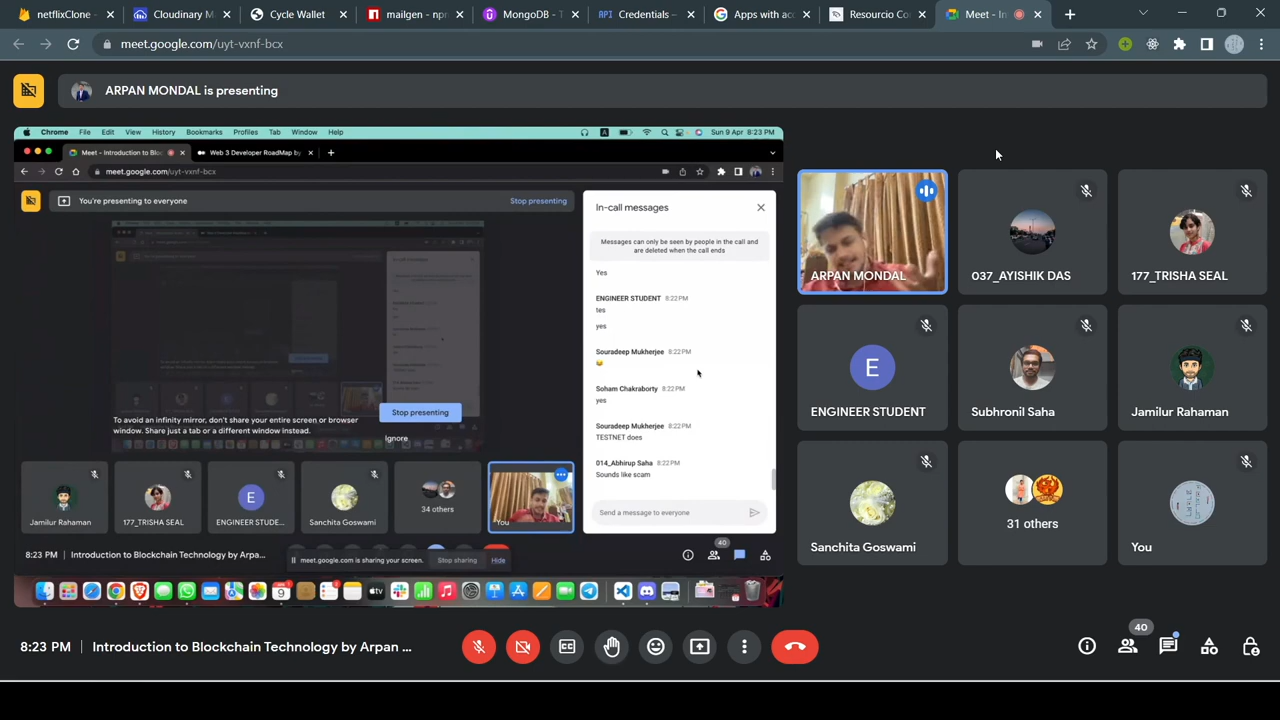 netflixClone -
Cloudinary M
Cycle Wallet
mailgen - npr
MongoDB - T
API Credentials -
Apps with acc
Resourcio Co
Meet - In
meet.google.com/uyt-vxnf-bcx
ARPAN MONDAL is presenting
Chrome File Edit View History Bookmarks Profiles Tab Window Help
A
Sun 9 Apr 8:23 PM
Meet - Introduction to Bloc
Web 3 Developer RoadMap by
meet.google.com/uyt-vxnf-bcx
You're presenting to everyone
Stop presenting
In-call messages
Messages can only be seen by people in the call and
are deleted when the call ends
Yes
ENGINEER STUDENT 8:22 PM
tes
yes
Souradeep Mukherjee 8:22 PM
😂
Soham Chakraborty 8:22 PM
yes
Souradeep Mukherjee 8:22 PM
TESTNET does
014_Abhirup Saha 8:22 PM
Sounds like scam
Send a message to everyone
To avoid an infinity mirror, don't share your entire screen or browser
window. Share just a tab or a different window instead.
Stop presenting
Ignore
Jamilur Rahaman
177_TRISHA SEAL
E
ENGINEER STUDE...
Sanchita Goswami
34 others
You
8:23 PM | Introduction to Blockchain Technology by Arpa...
meet.google.com is sharing your screen.
Stop sharing
Hide
40
ARPAN MONDAL
037_AYISHIK DAS
177_TRISHA SEAL
E
ENGINEER STUDENT
Subhronil Saha
Jamilur Rahaman
Sanchita Goswami
31 others
You
8:23 PM | Introduction to Blockchain Technology by Arpan ...
40